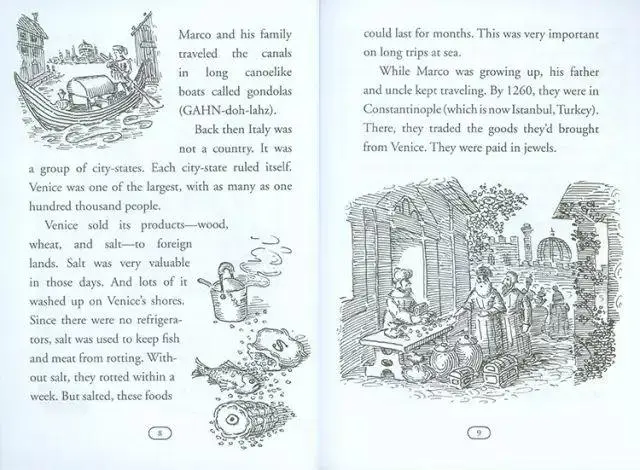 Marco and his family
traveled the canals
in long canoelike
boats called gondolas
(GAHN-doh-lahz).
Back then Italy was
not a country. It was
a group of city-states. Each city-state ruled itself.
Venice was one of the largest, with as many as one
hundred thousand people.
Venice sold its products—wood,
wheat, and salt—to foreign
lands. Salt was very valuable
in those days. And lots of it
washed up on Venice's shores.
Since there were no refrigera-
tors, salt was used to keep fish
and meat from rotting. With-
out salt, they rotted within a
week. But salted, these foods
S
8
could last for months. This was very important
on long trips at sea.
While Marco was growing up, his father
and uncle kept traveling. By 1260, they were in
Constantinople (which is now Istanbul, Turkey).
There, they traded the goods they'd brought
from Venice. They were paid in jewels.
9